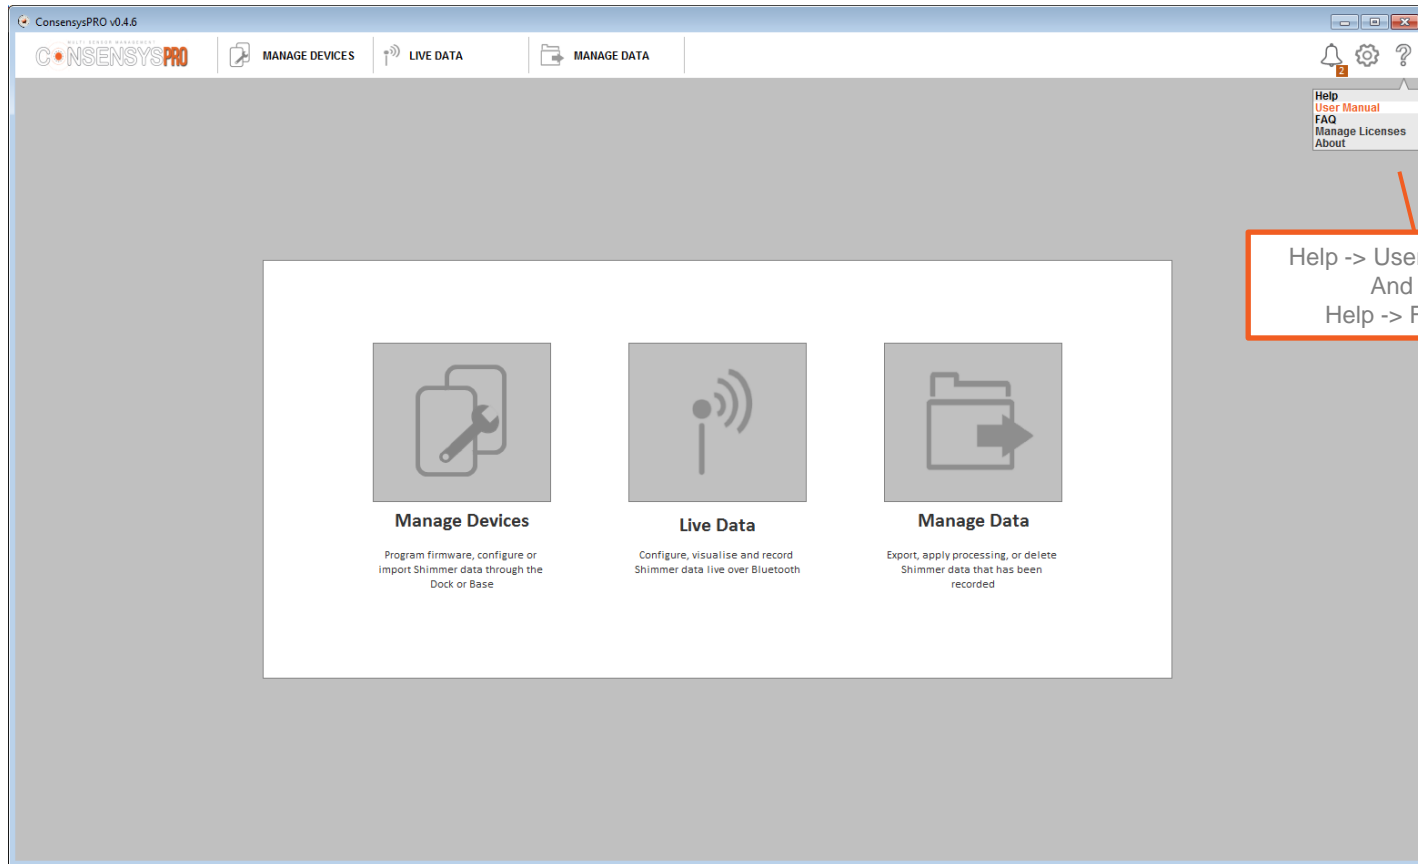 ConsensysPRO v0.4.6
MULTI SENSOR MANAGEMENT
CONSENSYSPRO
MANAGE DEVICES
LIVE DATA
MANAGE DATA
2
Help
User Manual
FAQ
Manage Licenses
About
Help -> User
And
Help -> F
Manage Devices
Program firmware, configure or
import Shimmer data through the
Dock or Base
Live Data
Configure, visualise and record
Shimmer data live over Bluetooth
Manage Data
Export, apply processing, or delete
Shimmer data that has been
recorded